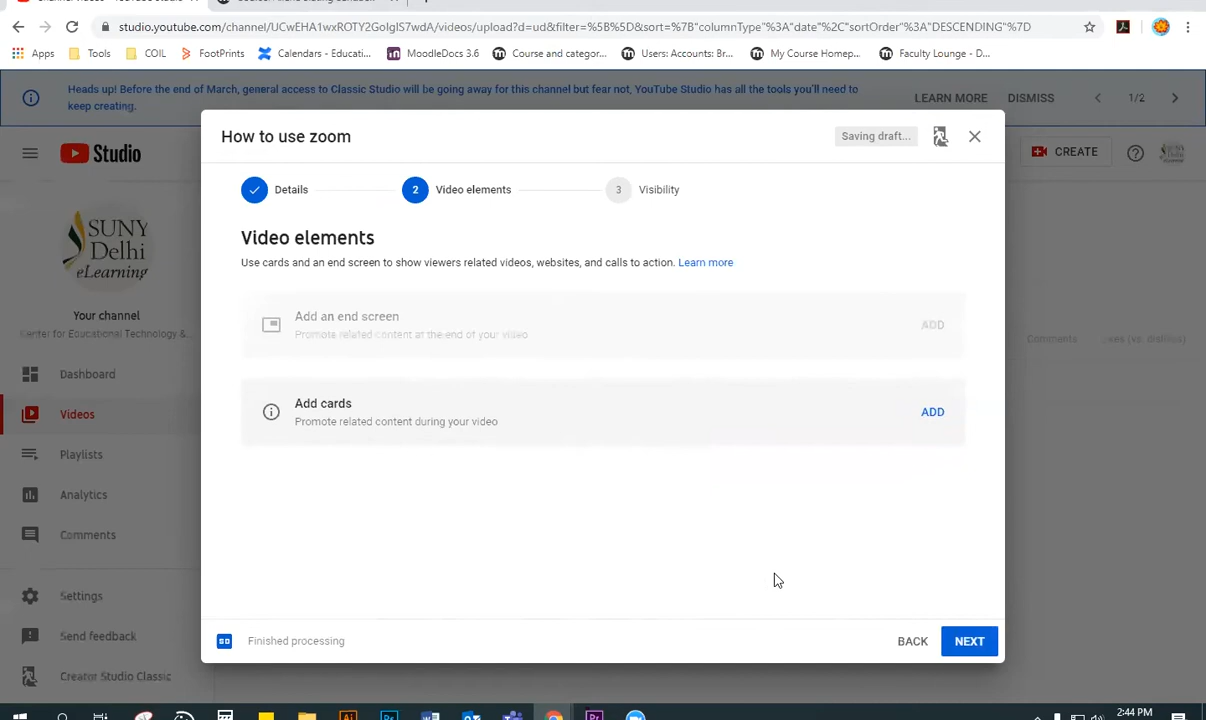 studio.youtube.com/channel/UCwEHA1wxROTY2GolgIS7wdA/videos/upload?d=ud&filter=%5B%5D&sort=%7B"columnType"%3A"date"%2C"sortOrder"%3A"DESCENDING"%7D
Apps Tools COIL FootPrints Calendars - Educati... MoodleDocs 3.6 Course and categor... Users: Accounts: Br... My Course Homep... Faculty Lounge - D...
Heads up! Before the end of March, general access to Classic Studio will be going away for this channel but fear not, YouTube Studio has all the tools you'll need to
keep creating.
LEARN MORE DISMISS 1/2
How to use zoom
Saving draft...
Studio
CREATE
Details
2 Video elements
3 Visibility
SUNY
Delhi
eLearning
Video elements
Use cards and an end screen to show viewers related videos, websites, and calls to action. Learn more
Your channel
Center for Educational Technology &...
Add an end screen
Promote related content at the end of your video
ADD
Comments
Dashboard
Videos
Playlists
Analytics
Comments
Settings
Send feedback
Creator Studio Classic
Add cards
Promote related content during your video
ADD
SD Finished processing
BACK NEXT
2:44 PM